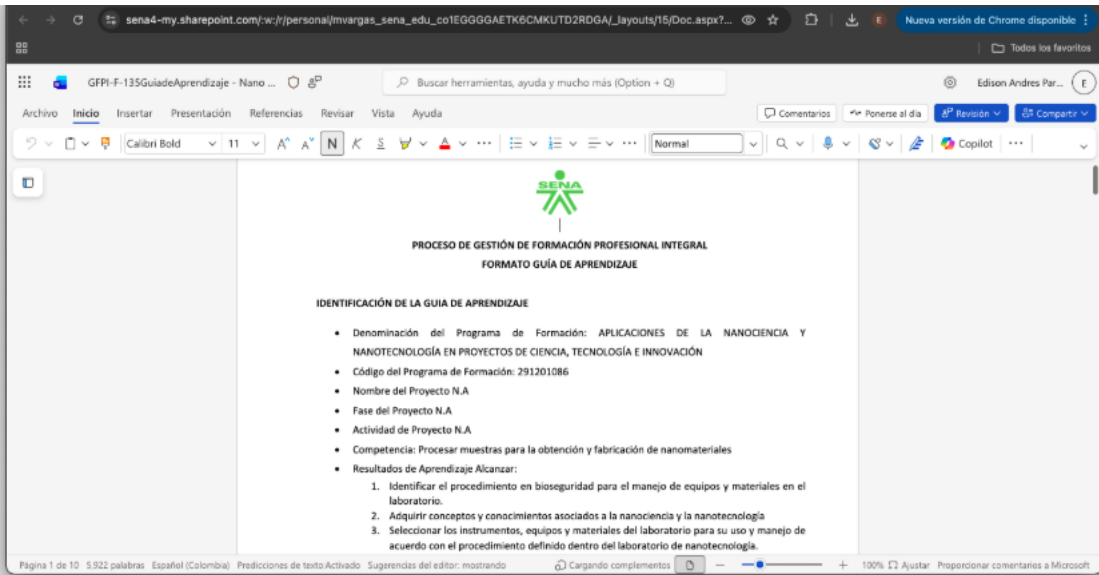 sena4-my.sharepoint.com/:w:/r/personal/mvargas_sena_edu_co1EGGGGAETK6CMKUTD2RDGA/_layouts/15/Doc.aspx?...
E
Nueva versión de Chrome disponible
Todos los favoritos
GFPI-F-135GuiadeAprendizaje - Nano ...
Buscar herramientas, ayuda y mucho más (Option + Q)
Edison Andres Par...
E
Archivo Inicio Insertar Presentación Referencias Revisar Vista Ayuda
Comentarios
Ponerse al día
Revisión
Compartir
Calibri Bold
11
A A N K S A
Normal
Copilot
SENA
PROCESO DE GESTIÓN DE FORMACIÓN PROFESIONAL INTEGRAL
FORMATO GUÍA DE APRENDIZAJE
IDENTIFICACIÓN DE LA GUIA DE APRENDIZAJE
• Denominación del Programa de Formación: APLICACIONES DE LA NANOCIENCIA Y
NANOTECNOLOGÍA EN PROYECTOS DE CIENCIA, TECNOLOGÍA E INNOVACIÓN
• Código del Programa de Formación: 291201086
• Nombre del Proyecto N.A
• Fase del Proyecto N.A
• Actividad de Proyecto N.A
• Competencia: Procesar muestras para la obtención y fabricación de nanomateriales
• Resultados de Aprendizaje Alcanzar:
1. Identificar el procedimiento en bioseguridad para el manejo de equipos y materiales en el
laboratorio.
2. Adquirir conceptos y conocimientos asociados a la nanociencia y la nanotecnología
3. Seleccionar los instrumentos, equipos y materiales del laboratorio para su uso y manejo de
acuerdo con el procedimiento definido dentro del laboratorio de nanotecnología.
Página 1 de 10 5.922 palabras Español (Colombia) Predicciones de texto:Activado Sugerencias del editor: mostrando
Cargando complementos
100% Ajustar Proporcionar comentarios a Microsoft